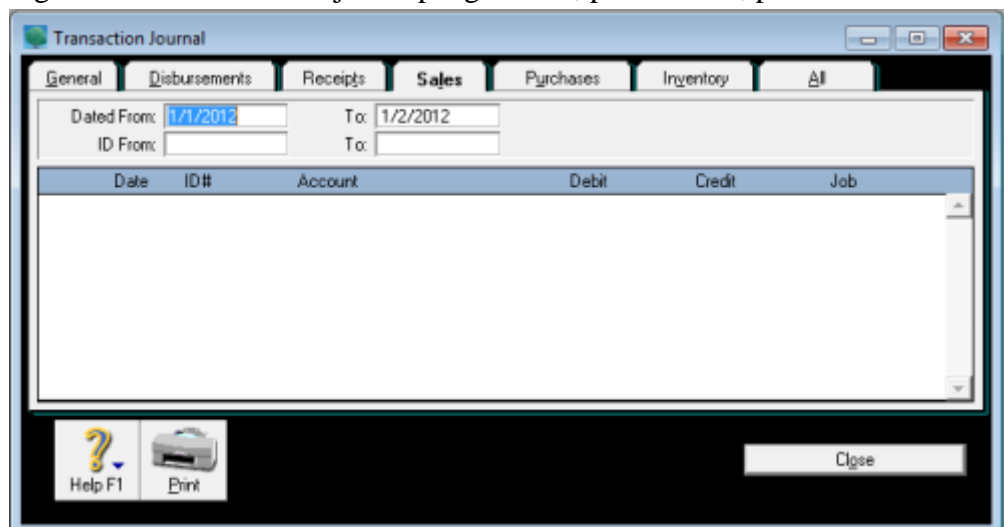 Transaction Journal
General Disbursements Receipts Sales Purchases Inventory All
Dated From: 1/1/2012 To: 1/2/2012
ID From: To:
Date ID# Account Debit Credit Job
Help F1 Print Close